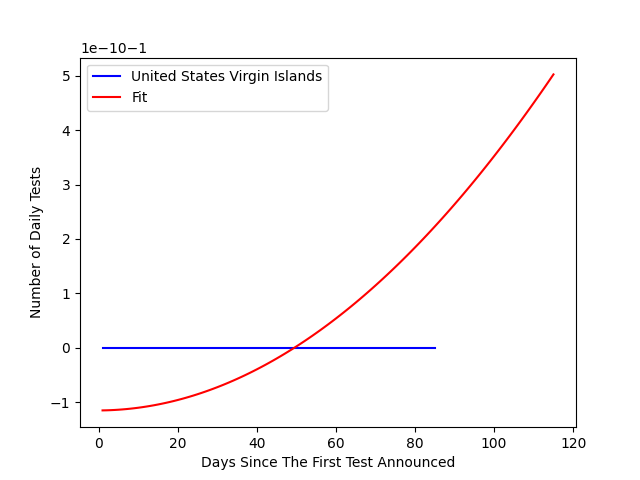 1e−10−1
United States Virgin Islands
Fit
5
4
3
2
1
0
−1
Number of Daily Tests
0 20 40 60 80 100 120
Days Since The First Test Announced